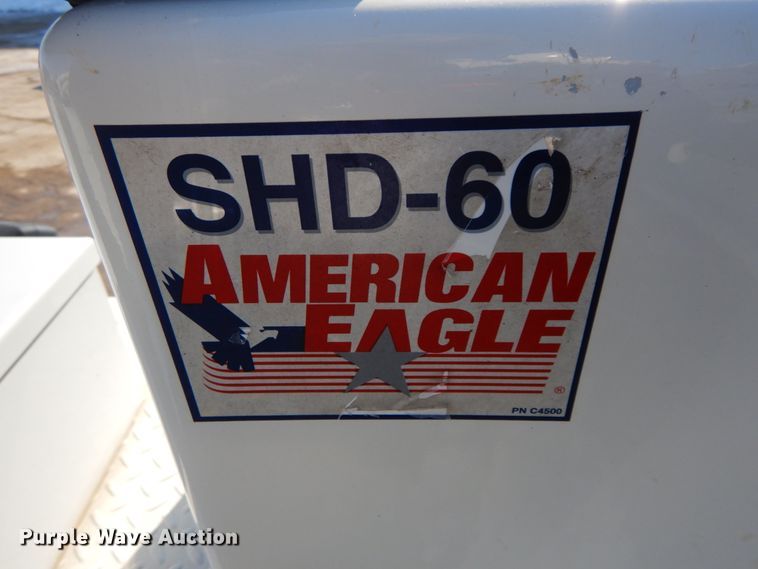 SHD-60
AMERICAN
EAGLE
®
PN C4500
Purple Wave Auction